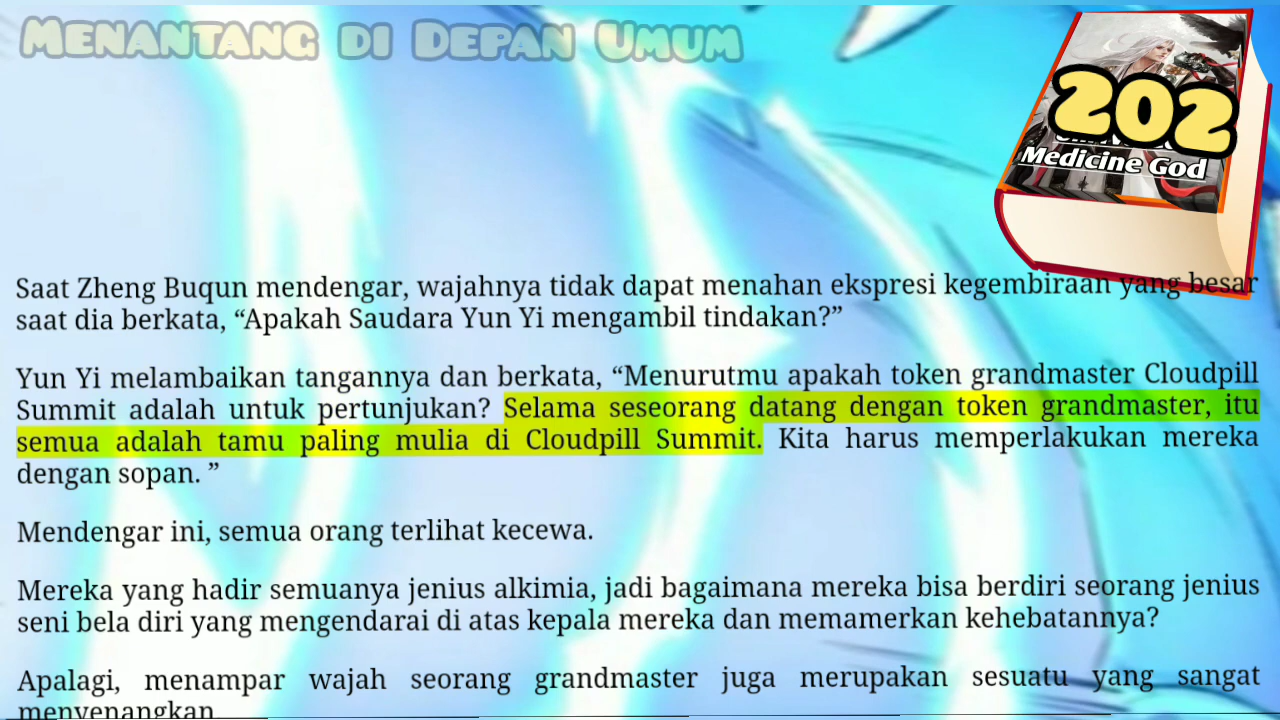 Menantang di Depan Umum
202
Medicine God
Saat Zheng Buqun mendengar, wajahnya tidak dapat menahan ekspresi kegembiraan yang besar
saat dia berkata, “Apakah Saudara Yun Yi mengambil tindakan?”
Yun Yi melambaikan tangannya dan berkata, “Menurutmu apakah token grandmaster Cloudpill
Summit adalah untuk pertunjukan? Selama seseorang datang dengan token grandmaster, itu
semua adalah tamu paling mulia di Cloudpill Summit. Kita harus memperlakukan mereka
dengan sopan. ”
Mendengar ini, semua orang terlihat kecewa.
Mereka yang hadir semuanya jenius alkimia, jadi bagaimana mereka bisa berdiri seorang jenius
seni bela diri yang mengendarai di atas kepala mereka dan memamerkan kehebatannya?
Apalagi, menampar wajah seorang grandmaster juga merupakan sesuatu yang sangat
menyenangkan.